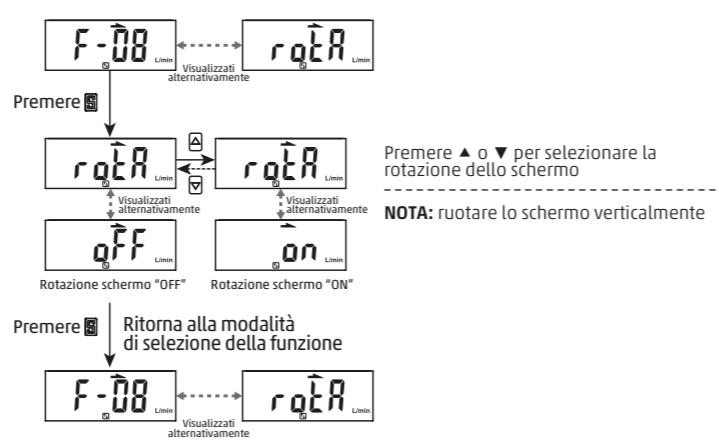 F-08 L/min
rotA L/min
Visualizzati
alternativamente
Premere S
rotA L/min
rotA L/min
Premere ▲ o ▼ per selezionare la
rotazione dello schermo
Visualizzati
alternativamente
Visualizzati
alternativamente
NOTA: ruotare lo schermo verticalmente
oFF L/min
on L/min
Rotazione schermo "OFF"
Rotazione schermo "ON"
Premere S
Ritorna alla modalità
di selezione della funzione
F-08 L/min
rotA L/min
Visualizzati
alternativamente